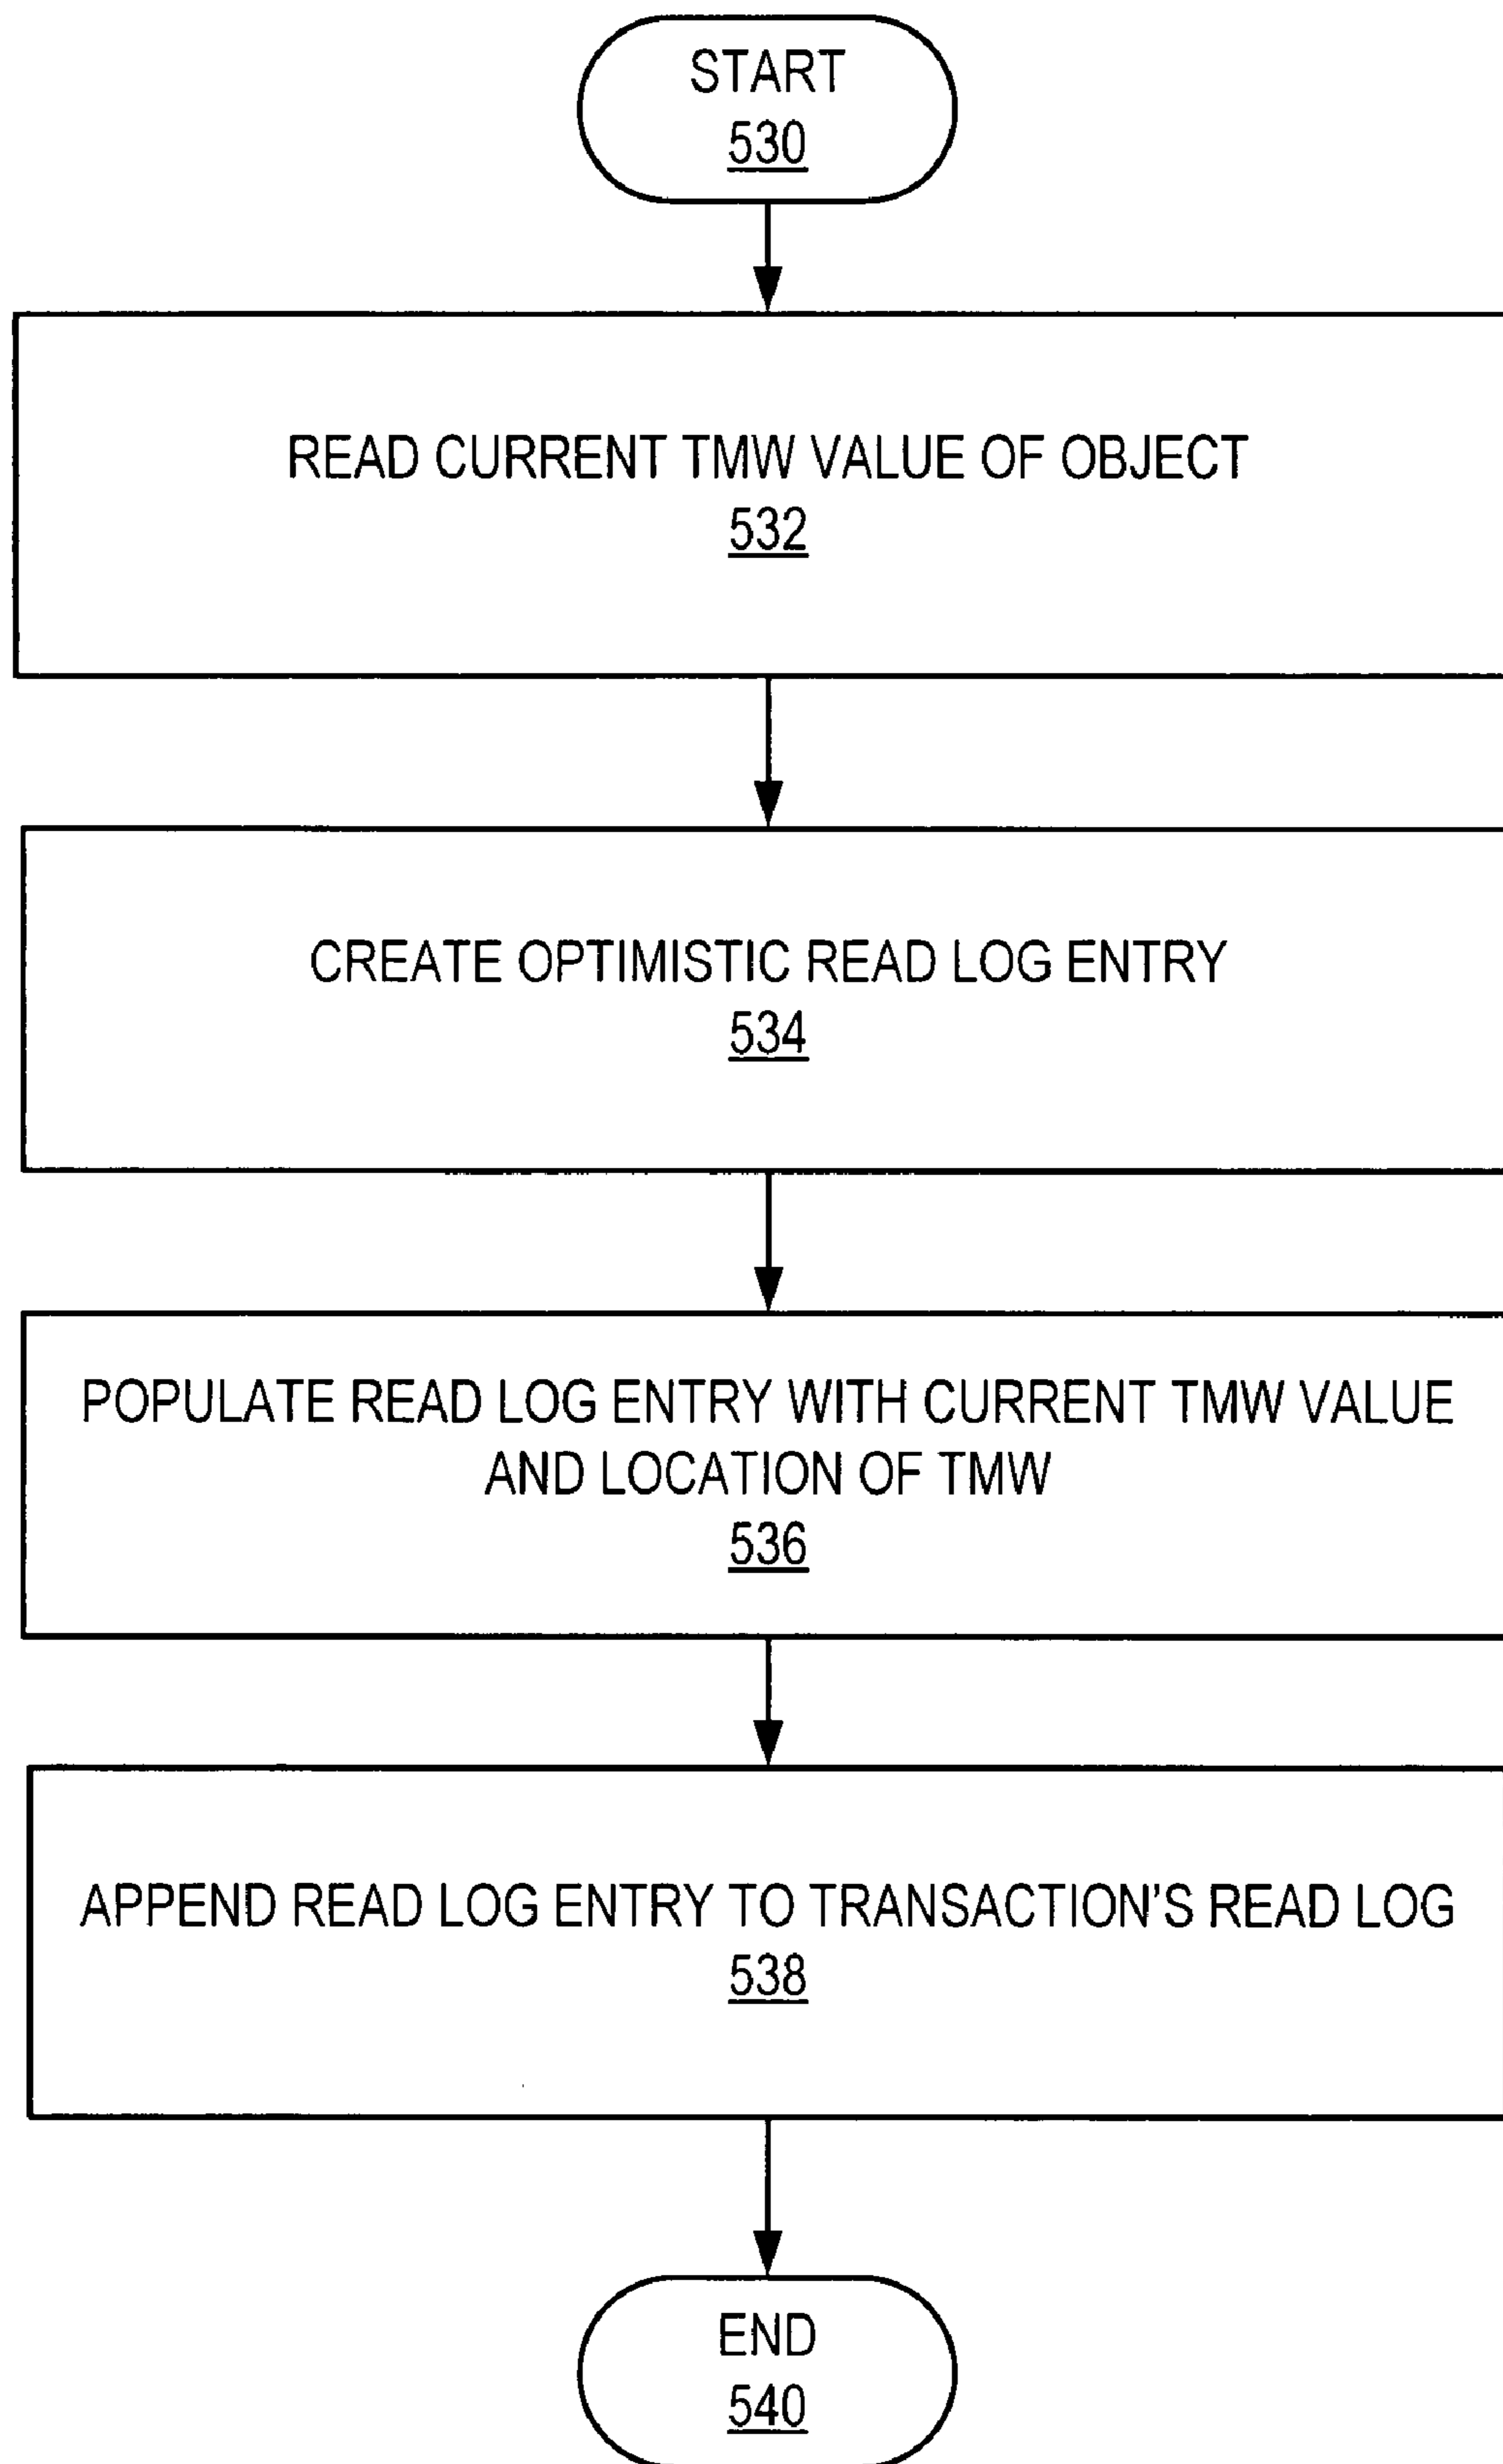 START
530
READ CURRENT TMW VALUE OF OBJECT
532
CREATE OPTIMISTIC READ LOG ENTRY
534
POPULATE READ LOG ENTRY WITH CURRENT TMW VALUE
AND LOCATION OF TMW
536
APPEND READ LOG ENTRY TO TRANSACTION'S READ LOG
538
END
540